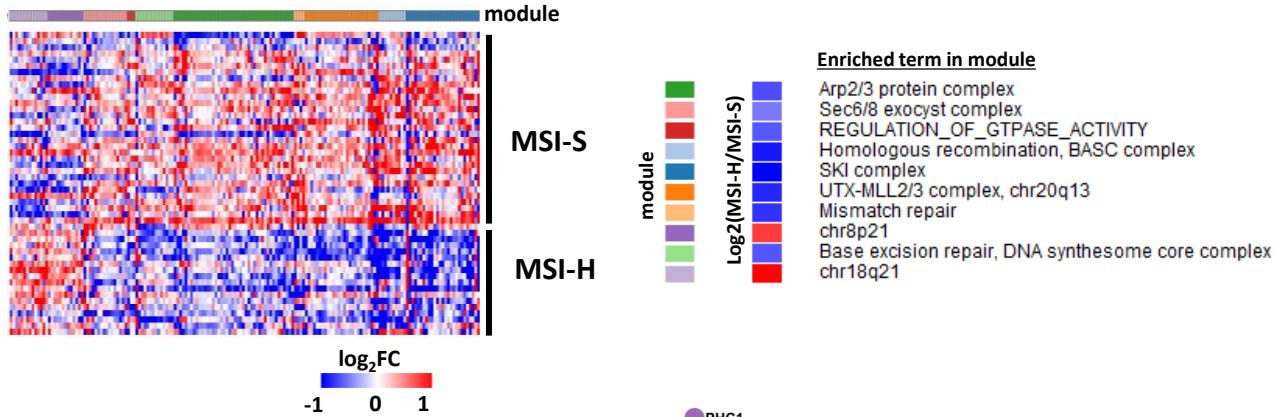 module
MSI-S
MSI-H
log2FC
-1 0 1
module
Log2(MSI-H/MSI-S)
Enriched term in module
Arp2/3 protein complex
Sec6/8 exocyst complex
REGULATION_OF_GTPASE_ACTIVITY
Homologous recombination, BASC complex
SKI complex
UTX-MLL2/3 complex, chr20q13
Mismatch repair
chr8p21
Base excision repair, DNA synthesome core complex
chr18q21